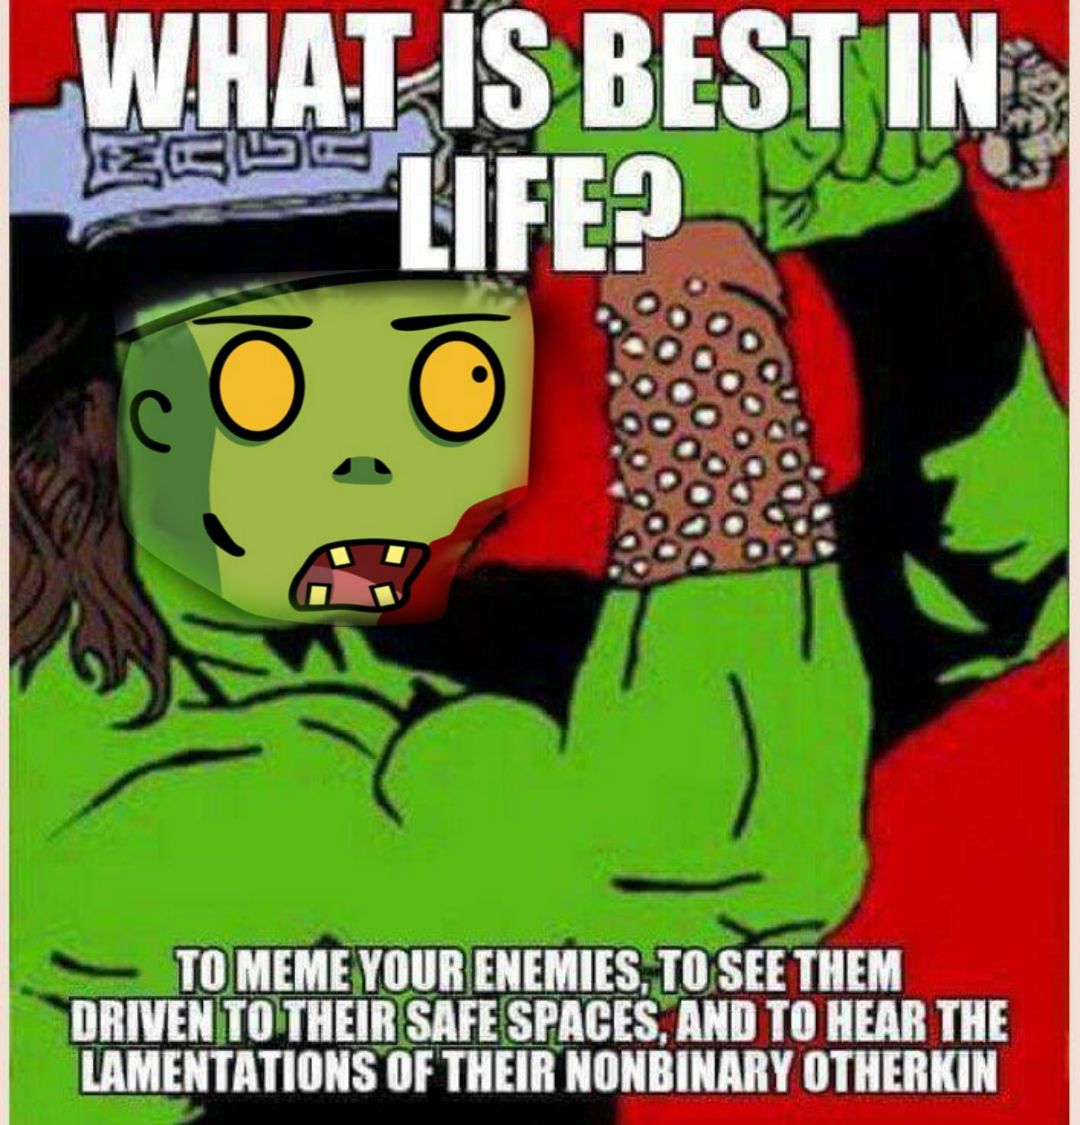 WHAT IS BEST IN
MAGA
LIFE?
TO MEME YOUR ENEMIES, TO SEE THEM
DRIVEN TO THEIR SAFE SPACES, AND TO HEAR THE
LAMENTATIONS OF THEIR NONBINARY OTHERKIN